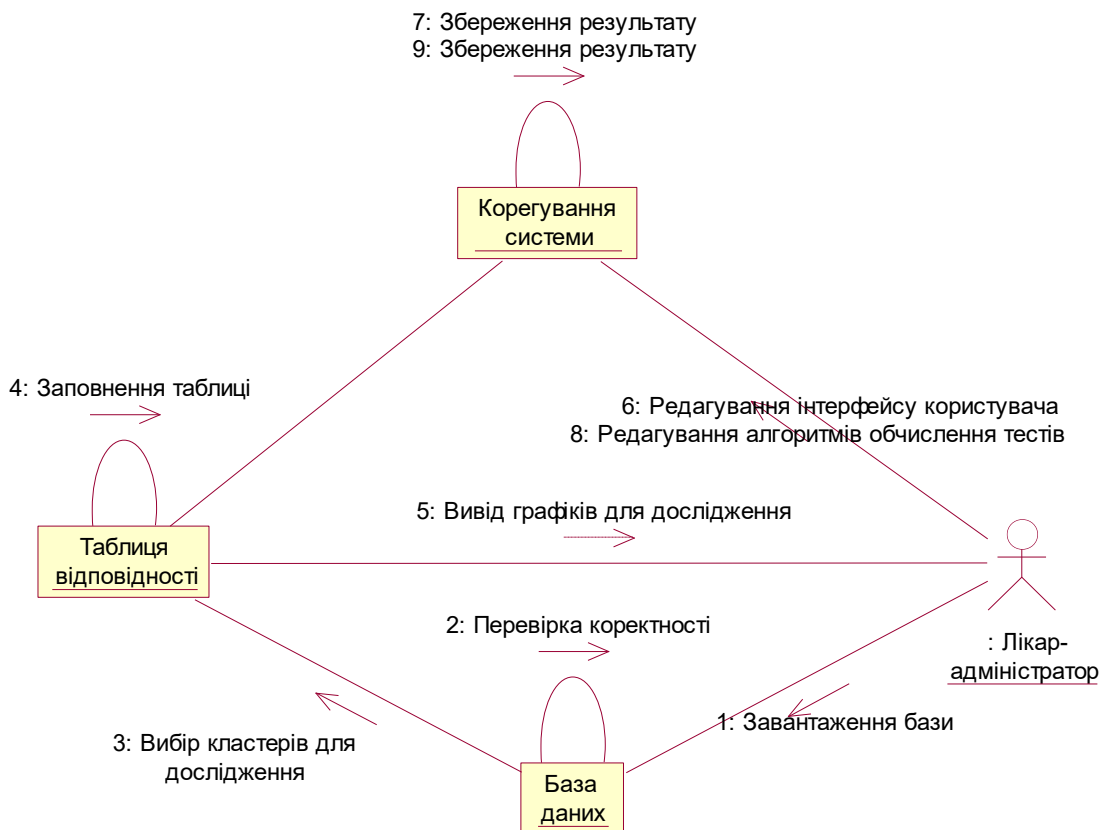 7: Збереження результату
9: Збереження результату
Корегування
системи
4: Заповнення таблиці
6: Редагування інтерфейсу користувача
8: Редагування алгоритмів обчислення тестів
5: Вивід графіків для дослідження
Таблиця
відповідності
2: Перевірка коректності
: Лікар-
адміністратор
1: Завантаження бази
3: Вибір кластерів для
дослідження
База
даних